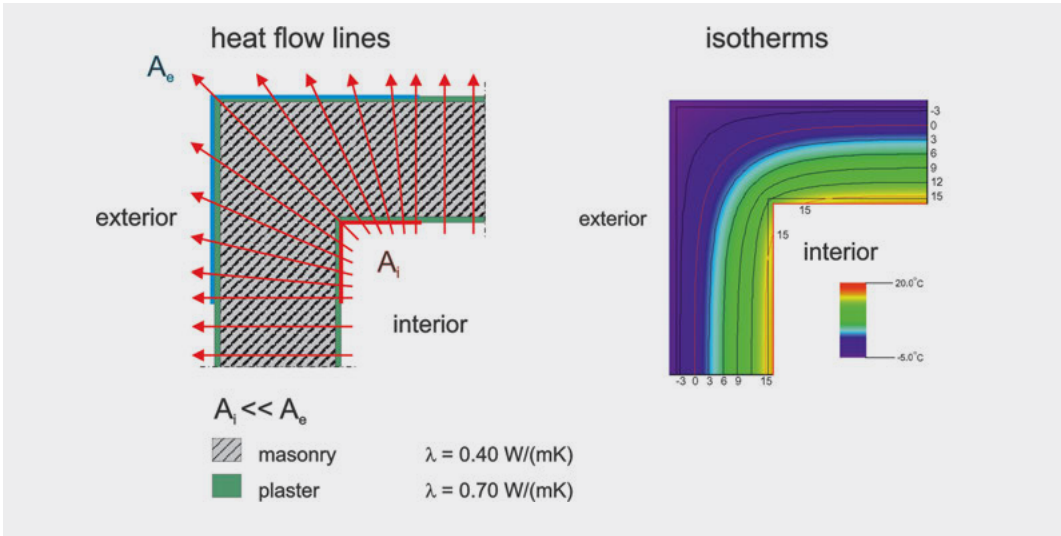 heat flow lines
isotherms
Aₑ
exterior
Aᵢ
interior
Aᵢ << Aₑ
masonry λ = 0.40 W/(mK)
plaster λ = 0.70 W/(mK)
-3
0
3
6
9
12
15
15
15
exterior
interior
20.0°C
-5.0°C
-3 0 3 6 9 15